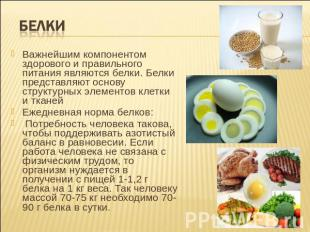 БЕЛКИ
Важнейшим компонентом
здорового и правильного
питания являются белки. Белки
представляют основу
структурных элементов клетки
и тканей
Ежедневная норма белков:
Потребность человека такова,
чтобы поддерживать азотистый
баланс в равновесии. Если
работа человека не связана с
физическим трудом, то
организм нуждается в
получении с пищей 1-1,2 г
белка на 1 кг веса. Так человеку
массой 70-75 кг необходимо 70-
90 г белка в сутки.
PPt4WEB.ru